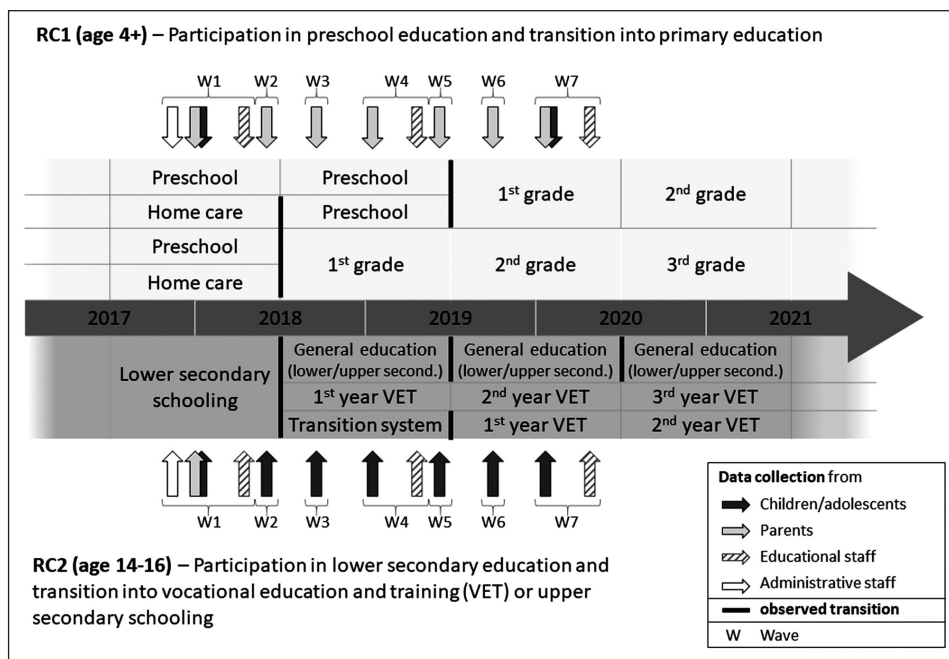 RC1 (age 4+) – Participation in preschool education and transition into primary education
W1 W2 W3 W4 W5 W6 W7
Preschool Preschool 1st grade 2nd grade
Home care Preschool
Preschool 1st grade 2nd grade 3rd grade
Home care
2017 2018 2019 2020 2021
Lower secondary schooling
General education (lower/upper second.) General education (lower/upper second.) General education (lower/upper second.)
1st year VET 2nd year VET 3rd year VET
Transition system 1st year VET 2nd year VET
W1 W2 W3 W4 W5 W6 W7
RC2 (age 14-16) – Participation in lower secondary education and
transition into vocational education and training (VET) or upper
secondary schooling
Data collection from
Children/adolescents
Parents
Educational staff
Administrative staff
observed transition
W Wave